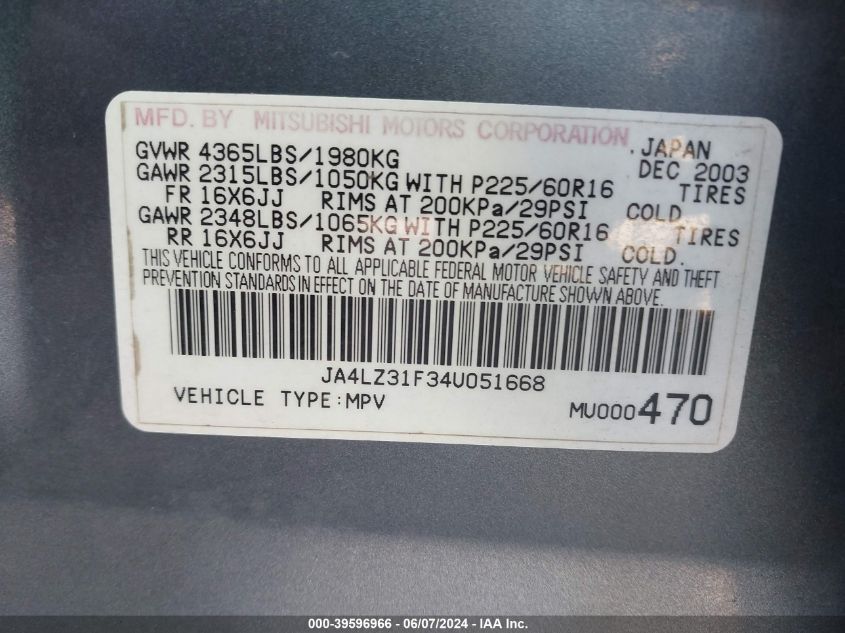 MFD. BY MITSUBISHI MOTORS CORPORATION, JAPAN
GVWR 4365LBS/1980KG DEC 2003
GAWR 2315LBS/1050KG WITH P225/60R16 TIRES
FR 16X6JJ RIMS AT 200KPa/29PSI COLD
GAWR 2348LBS/1065KG WITH P225/60R16 TIRES
RR 16X6JJ RIMS AT 200KPa/29PSI COLD.
THIS VEHICLE CONFORMS TO ALL APPLICABLE FEDERAL MOTOR VEHICLE SAFETY AND THEFT
PREVENTION STANDARDS IN EFFECT ON THE DATE OF MANUFACTURE SHOWN ABOVE.
JA4LZ31F34U051668
VEHICLE TYPE:MPV MU000470
000-39596966 - 06/07/2024 - IAA Inc.